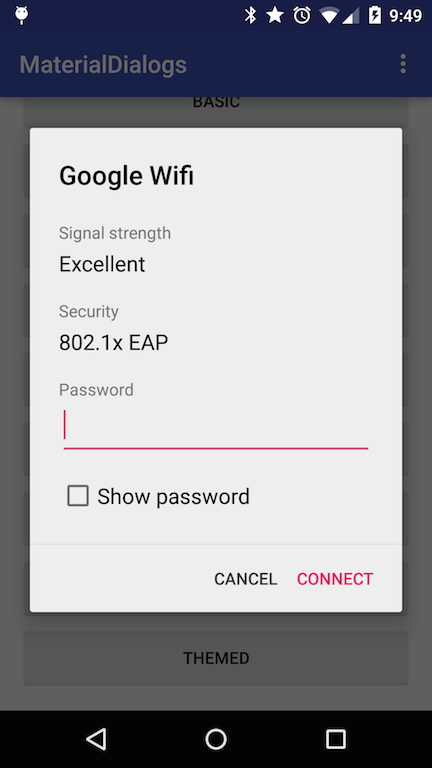 9:49
MaterialDialogs
BASIC
Google Wifi
Signal strength
Excellent
Security
802.1x EAP
Password
Show password
CANCEL CONNECT
THEMED